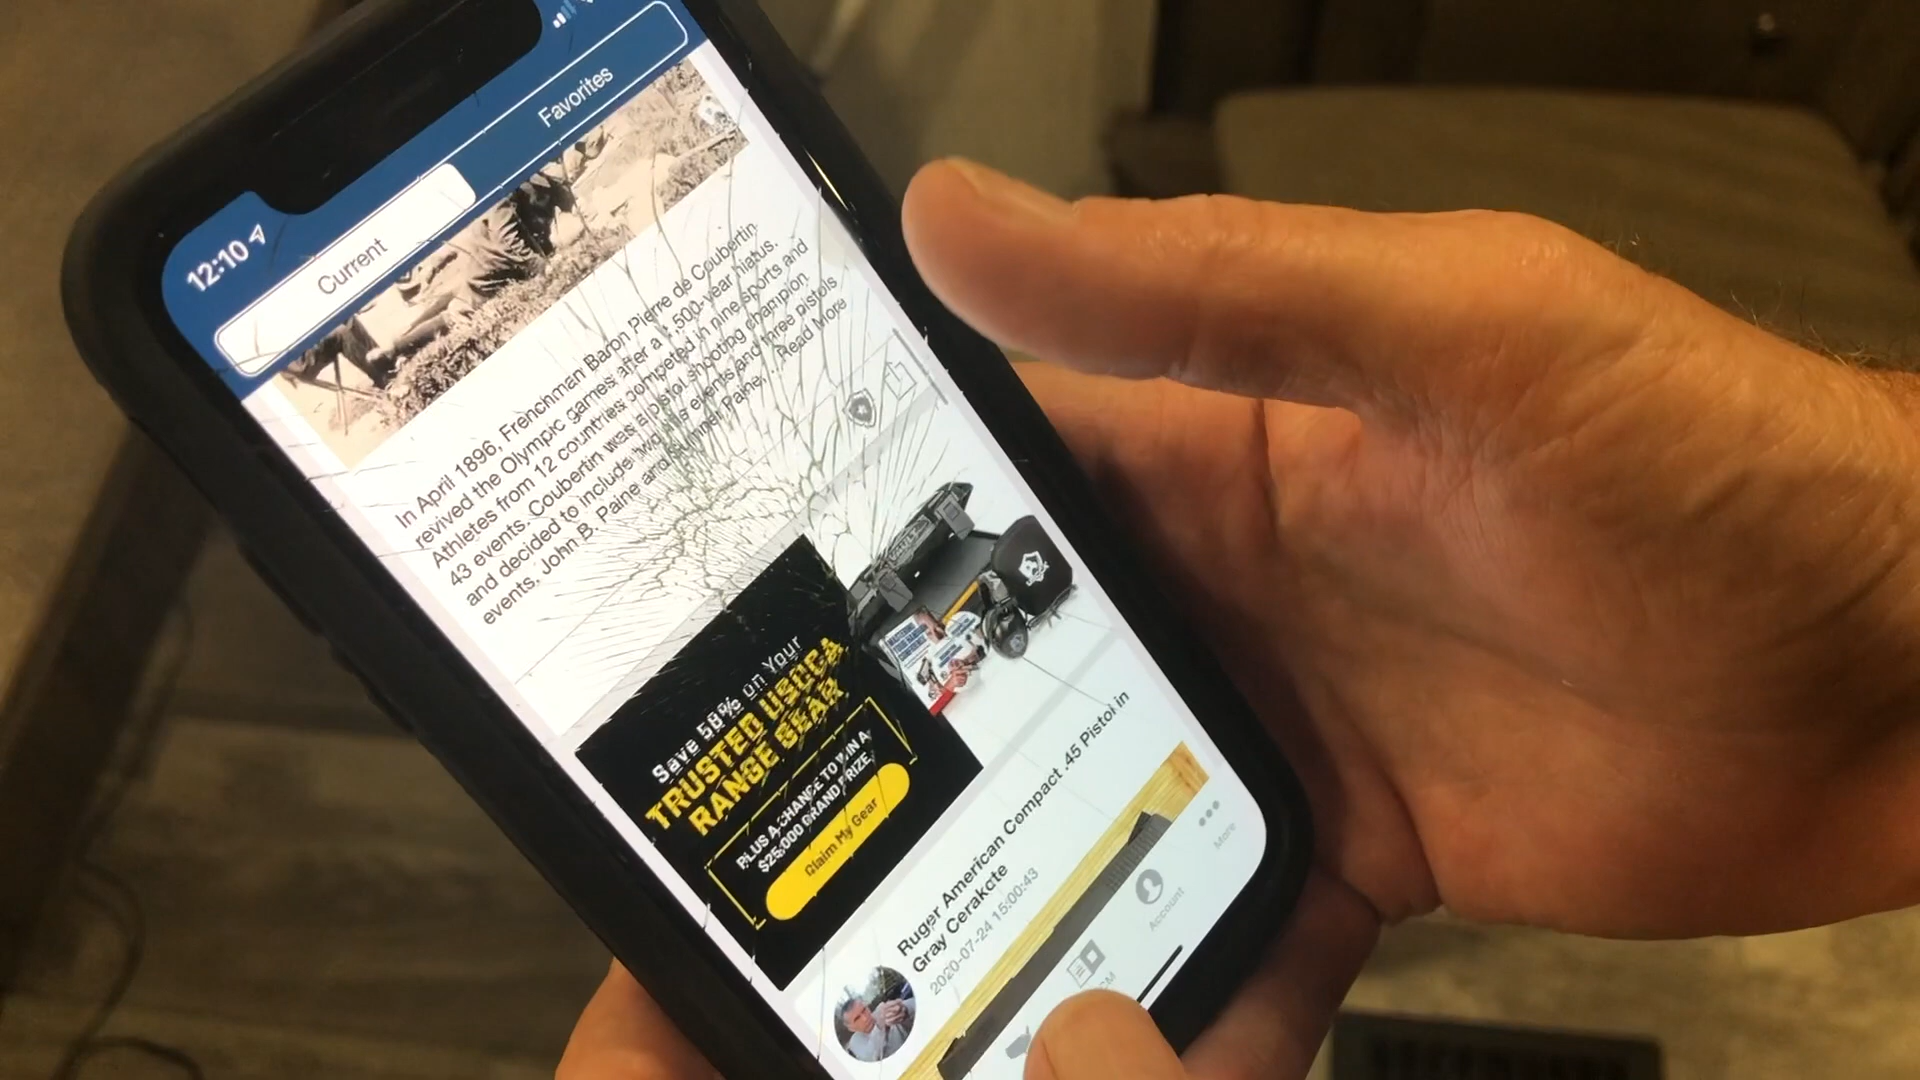 12:10
Current
Favorites
In April 1896, Frenchman Baron Pierre de Coubertin
revived the Olympic games after a 1,500-year hiatus.
Athletes from 12 countries competed in nine sports and
43 events. Coubertin was a pistol shooting champion
and decided to include two rifle events and three pistols
events. John B. Paine and Sumner Paine, ... Read More
Save 58% on Your
TRUSTED USCCA
RANGE GEAR
PLUS A CHANCE TO WIN A
$25,000 GRAND PRIZE.
Claim My Gear
VAULT
Ruger American Compact .45 Pistol in
Gray Cerakote
2020-07-24 15:00:43
More
Account